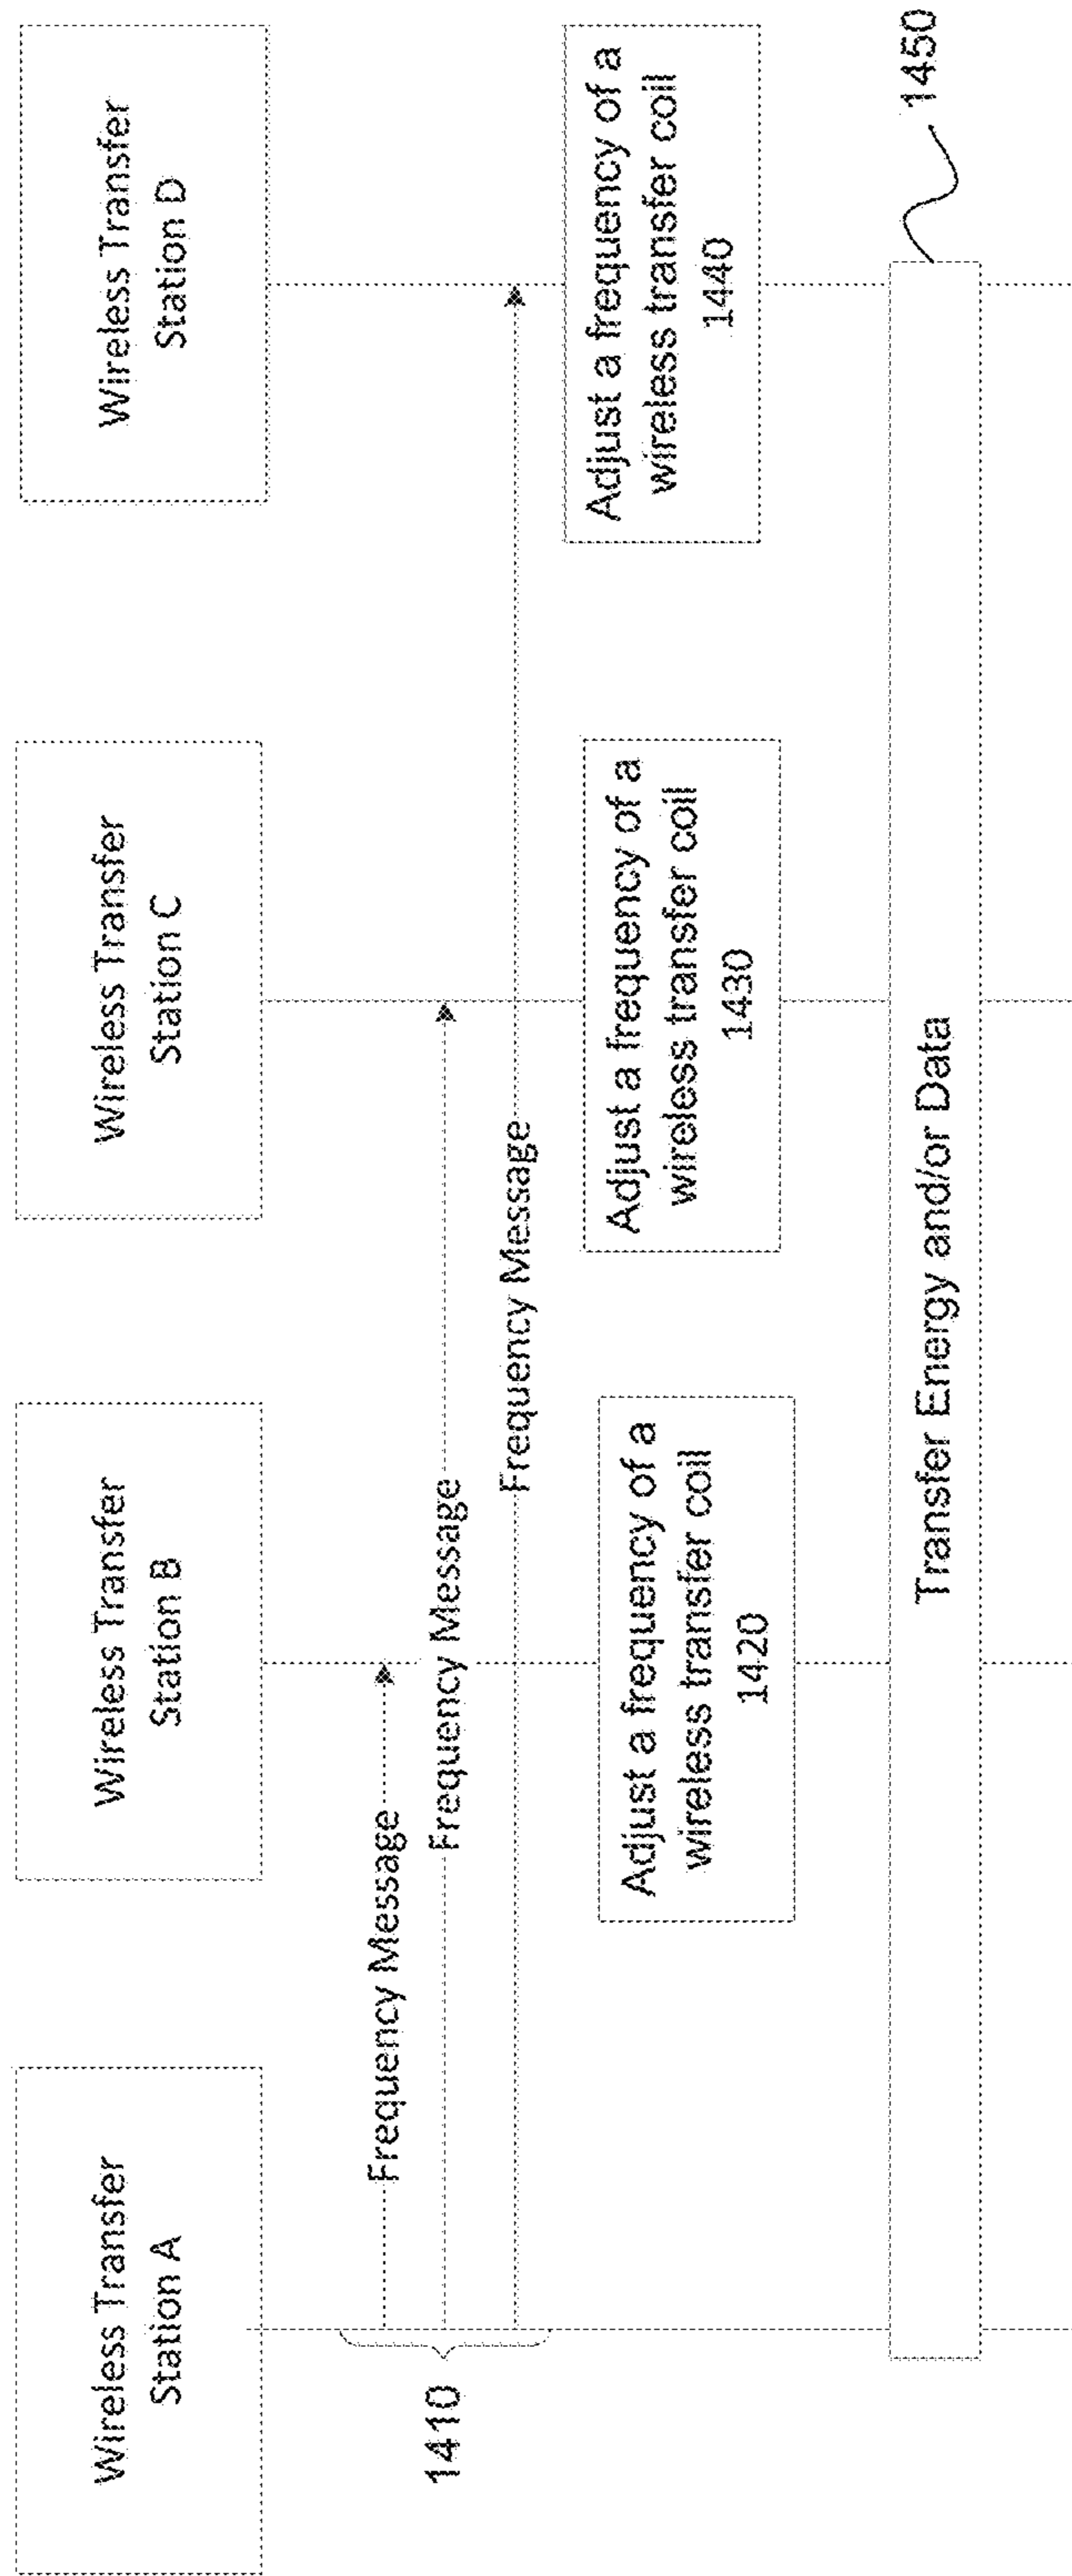 Wireless Transfer
Station A
Wireless Transfer
Station B
Wireless Transfer
Station C
Wireless Transfer
Station D
1410
Frequency Message
Frequency Message
Frequency Message
Adjust a frequency of a
wireless transfer coil
1420
Adjust a frequency of a
wireless transfer coil
1430
Adjust a frequency of a
wireless transfer coil
1440
Transfer Energy and/or Data
1450